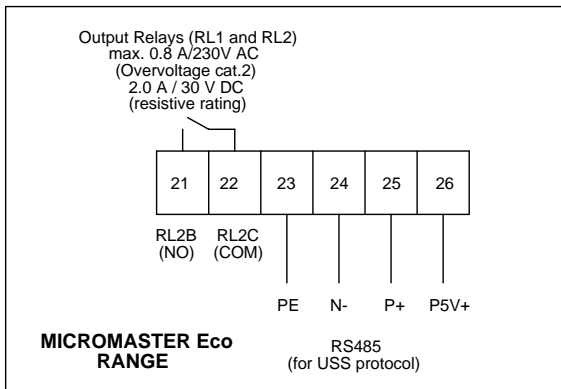 Output Relays (RL1 and RL2)
max. 0.8 A/230V AC
(Overvoltage cat.2)
2.0 A / 30 V DC
(resistive rating)
21 22 23 24 25 26
RL2B RL2C
(NO) (COM)
PE N- P+ P5V+
MICROMASTER Eco
RANGE
RS485
(for USS protocol)